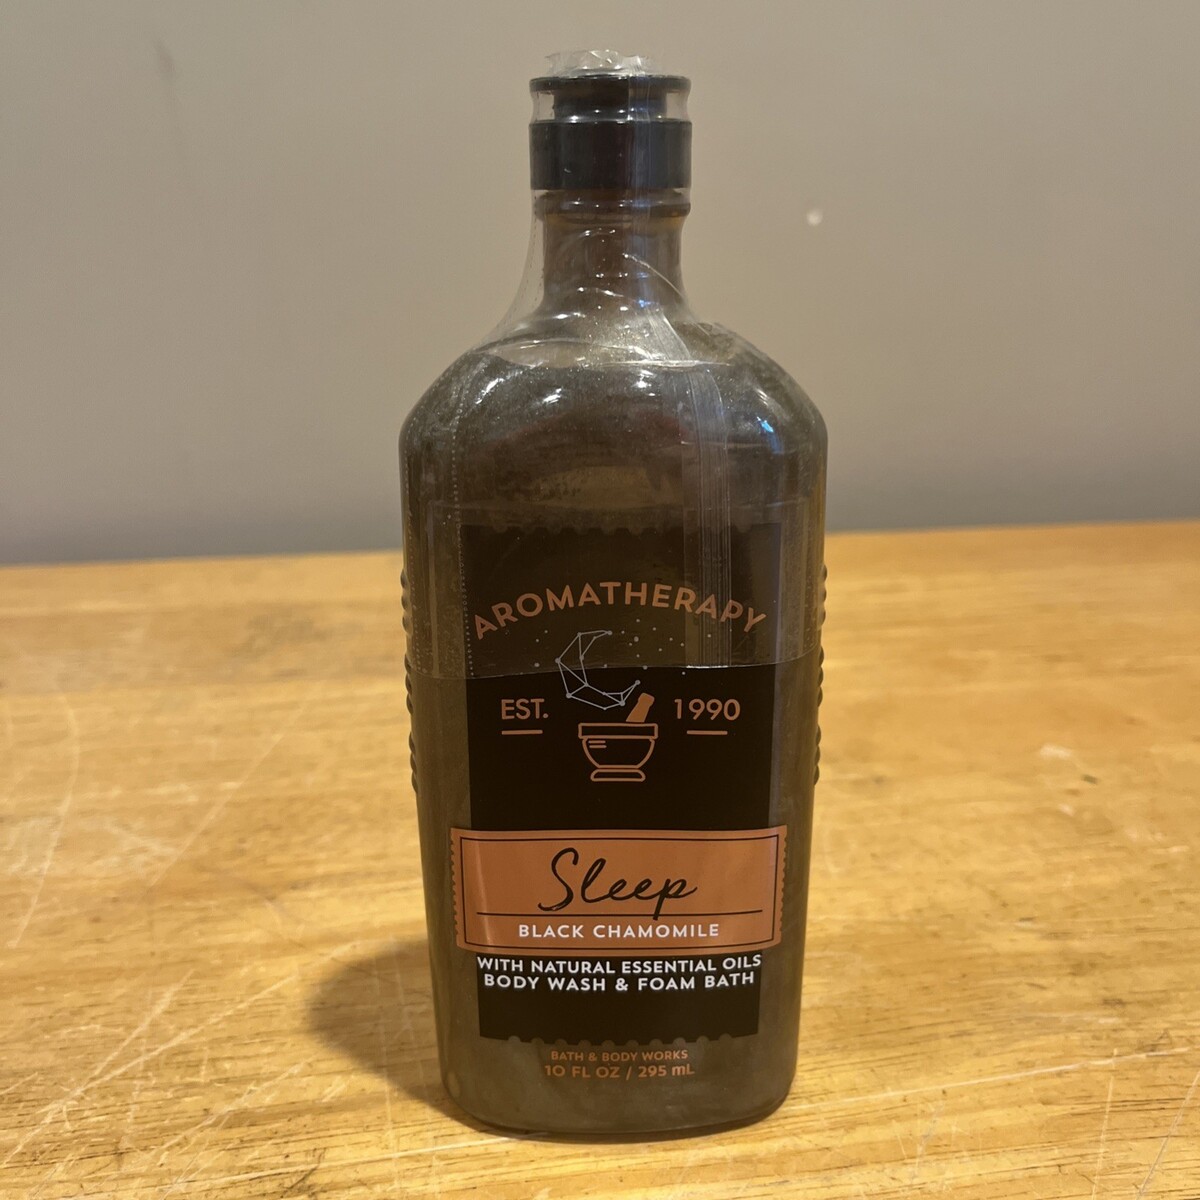 AROMATHERAPY
EST. 1990
Sleep
BLACK CHAMOMILE
WITH NATURAL ESSENTIAL OILS
BODY WASH & FOAM BATH
BATH & BODY WORKS
10 FL OZ / 295 mL